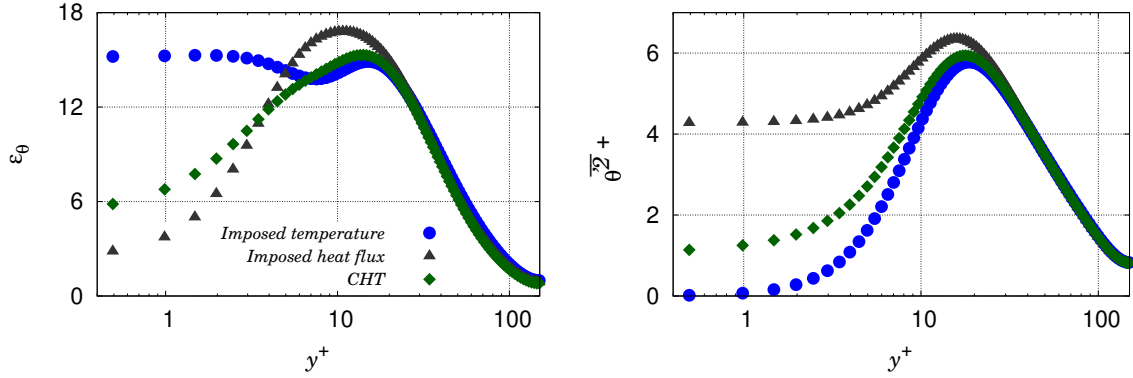 18
12
6
0
ε_θ
Imposed temperature
Imposed heat flux
CHT
1 10 100
y⁺
6
4
2
0
θ'² +
1 10 100
y⁺